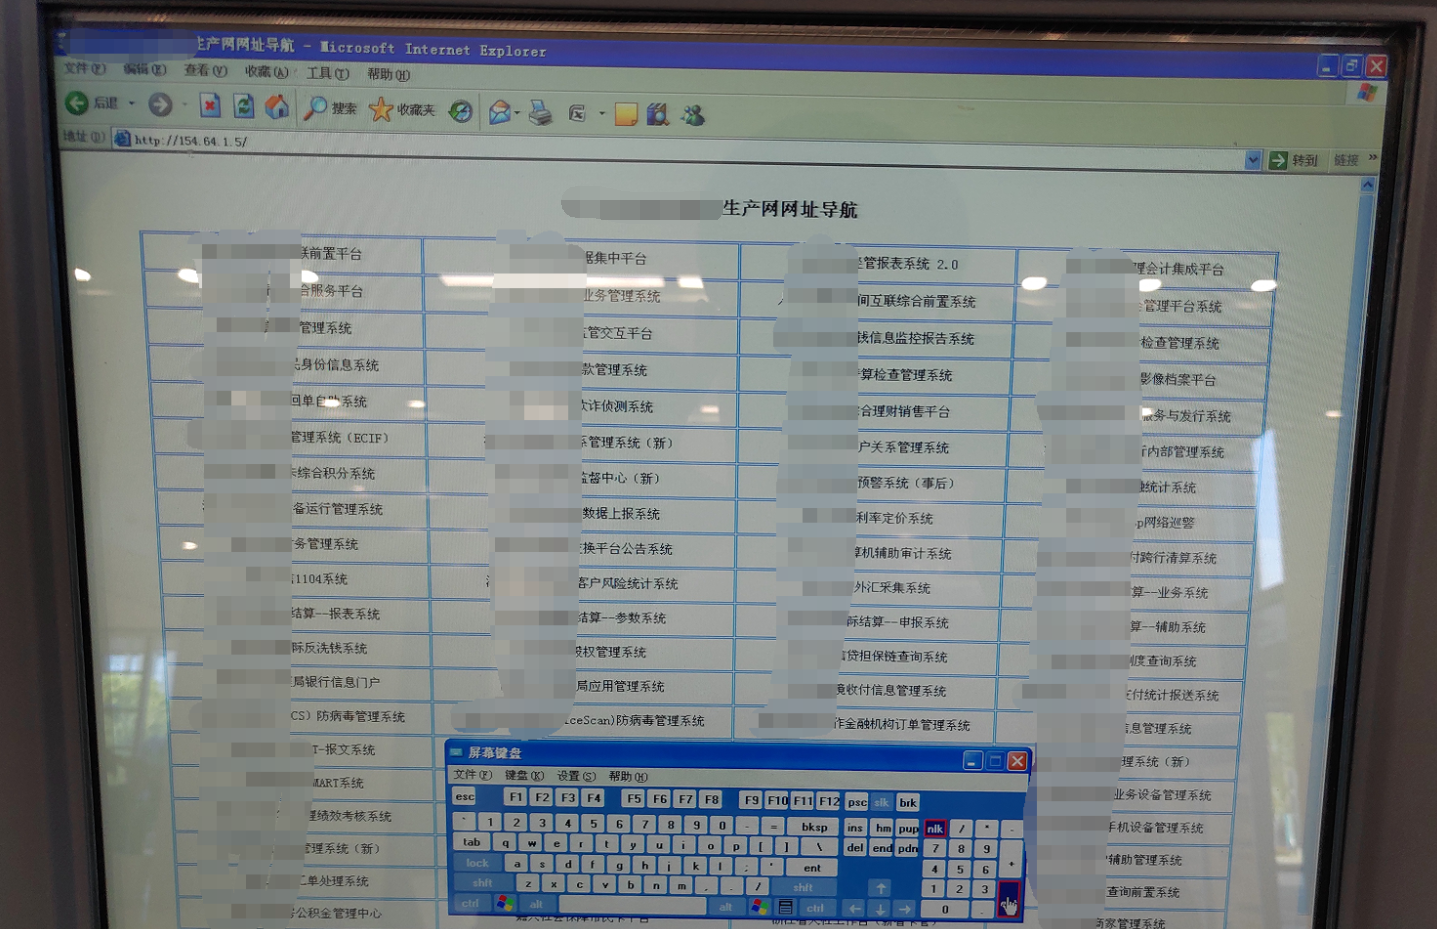 生产网网址导航 - Microsoft Internet Explorer
文件(F) 编辑(E) 查看(V) 收藏(A) 工具(T) 帮助(H)
后退 搜索 收藏夹
地址(D) http://154.64.1.5/ 转到 链接 »
生产网网址导航
联前置平台 据集中平台 管报表系统 2.0 理会计集成平台
合服务平台 业务管理系统 间互联综合前置系统 管理平台系统
管理系统 监管交互平台 钱信息监控报告系统 检查管理系统
民身份信息系统 款管理系统 算检查管理系统 影像档案平台
回单自助系统 欺诈侦测系统 合理财销售平台 服务与发行系统
管理系统(ECIF) 系管理系统(新) 户关系管理系统 行内部管理系统
卡综合积分系统 监督中心(新) 预警系统(事后) 统计系统
备运行管理系统 数据上报系统 利率定价系统 p网络巡警
务管理系统 交换平台公告系统 算机辅助审计系统 付跨行清算系统
1104系统 客户风险统计系统 外汇采集系统 算--业务系统
结算--报表系统 结算--参数系统 际结算--申报系统 算--辅助系统
际反洗钱系统 授权管理系统 信贷担保链查询系统 制度查询系统
局银行信息门户 局应用管理系统 境收付信息管理系统 支付统计报送系统
CS) 防病毒管理系统 iceScan)防病毒管理系统 作金融机构订单管理系统 信息管理系统
T-报文系统 理系统(新)
MART系统 业务设备管理系统
理绩效考核系统 手机设备管理系统
管理系统(新) 辅助管理系统
工单处理系统 查询前置系统
公积金管理中心 商家管理系统
屏幕键盘
文件(F) 键盘(K) 设置(S) 帮助(H)
esc F1 F2 F3 F4 F5 F6 F7 F8 F9 F10 F11 F12 psc slk brk
` 1 2 3 4 5 6 7 8 9 0 - = bksp ins hm pup nlk / * -
tab q w e r t y u i o p [ ] \ del end pdn 7 8 9 +
lock a s d f g h j k l ; ' ent 4 5 6
shft z x c v b n m , . / shft ↑ 1 2 3
ctrl alt alt ctrl ← ↓ → 0 .